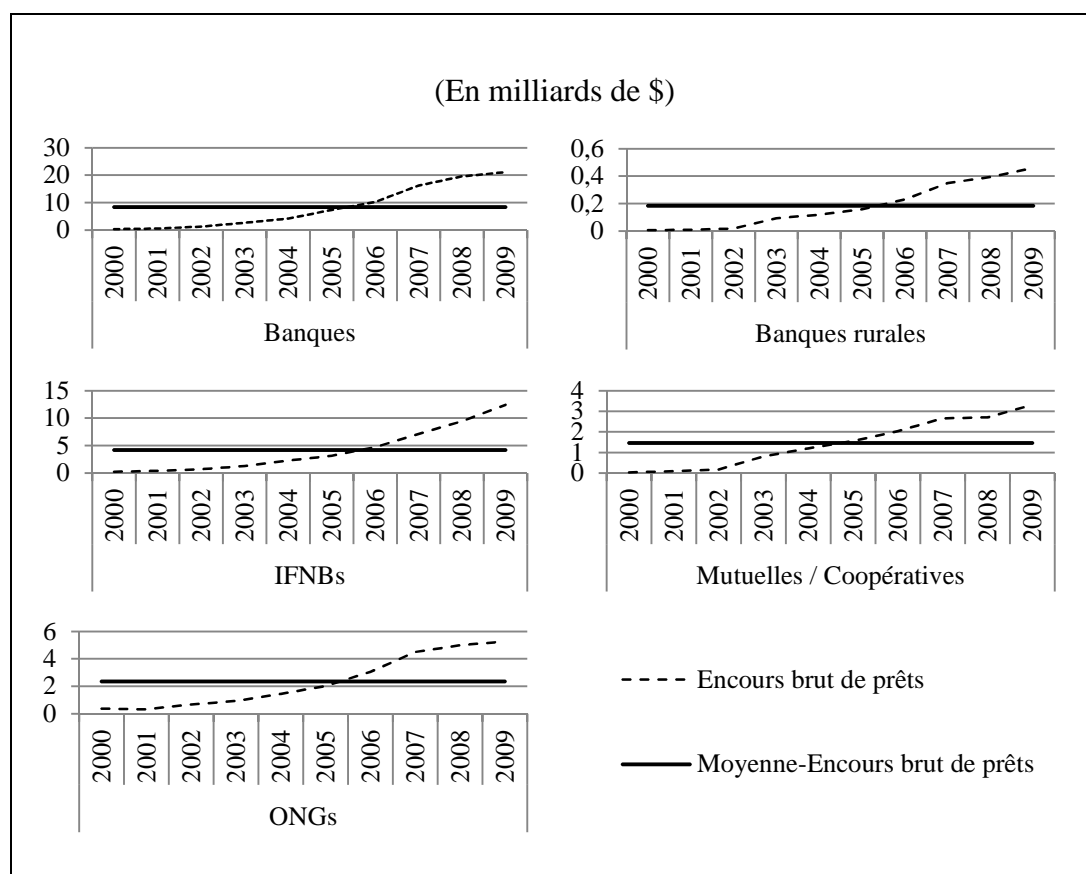 (En milliards de $)
30
20
10
0
2000 2001 2002 2003 2004 2005 2006 2007 2008 2009
Banques
0,6
0,4
0,2
0
2000 2001 2002 2003 2004 2005 2006 2007 2008 2009
Banques rurales
15
10
5
0
2000 2001 2002 2003 2004 2005 2006 2007 2008 2009
IFNBs
4
3
2
1
0
2000 2001 2002 2003 2004 2005 2006 2007 2008 2009
Mutuelles / Coopératives
6
4
2
0
2000 2001 2002 2003 2004 2005 2006 2007 2008 2009
ONGs
Encours brut de prêts
Moyenne-Encours brut de prêts